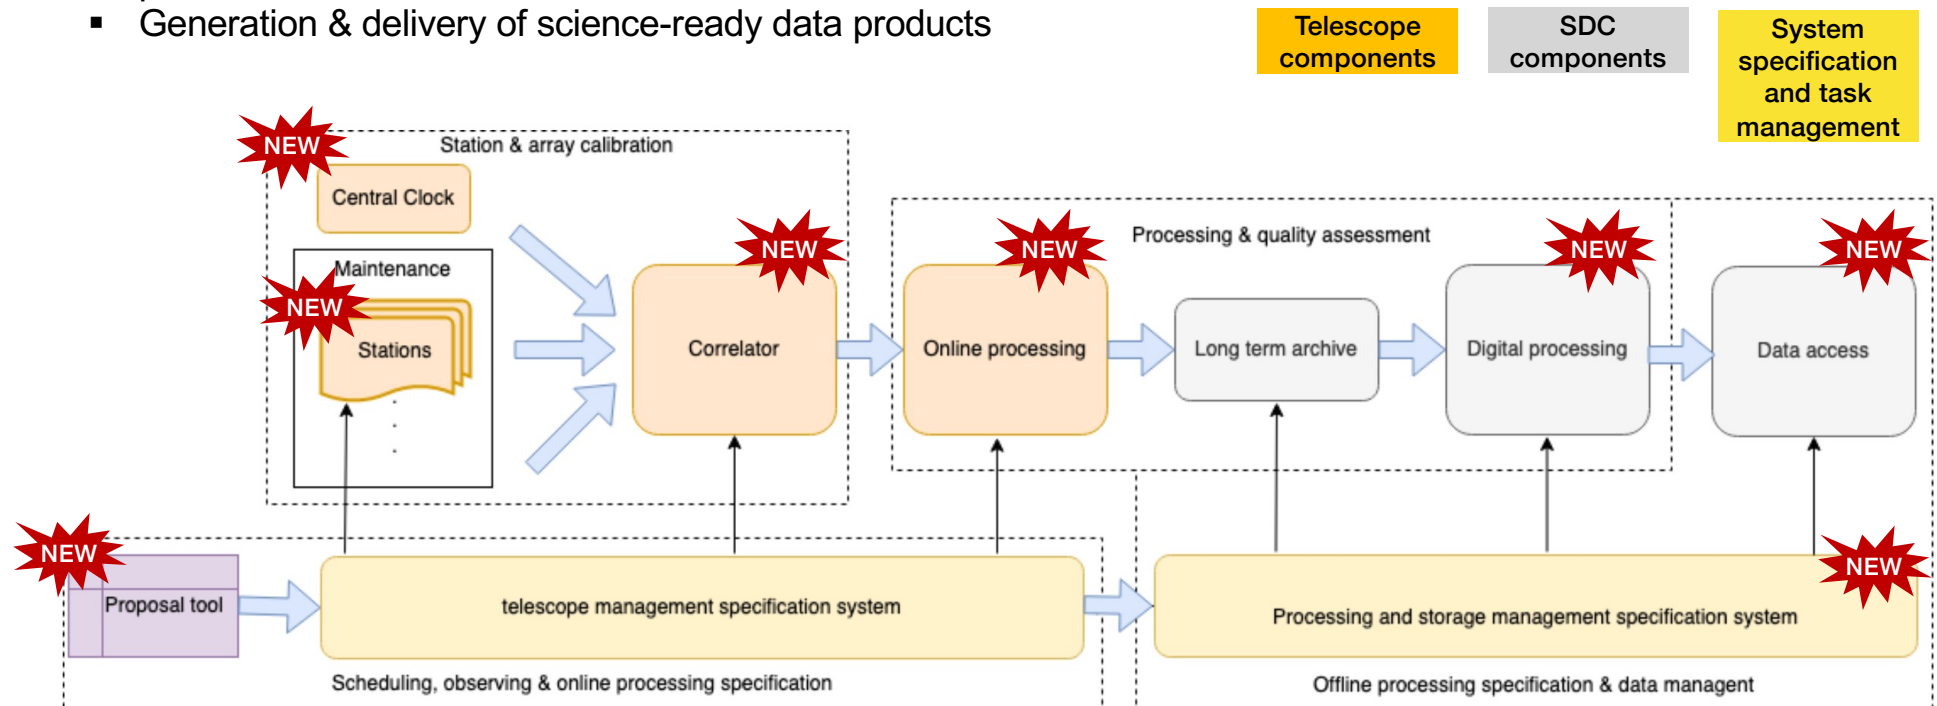 ▪ Generation & delivery of science-ready data products
Telescope
components
SDC
components
System
specification
and task
management
NEW
Station & array calibration
Central Clock
NEW
NEW
NEW
NEW
Processing & quality assessment
Maintenance
NEW
Stations
Correlator
Online processing
Long term archive
Digital processing
Data access
NEW
Proposal tool
telescope management specification system
NEW
Processing and storage management specification system
Scheduling, observing & online processing specification
Offline processing specification & data managent